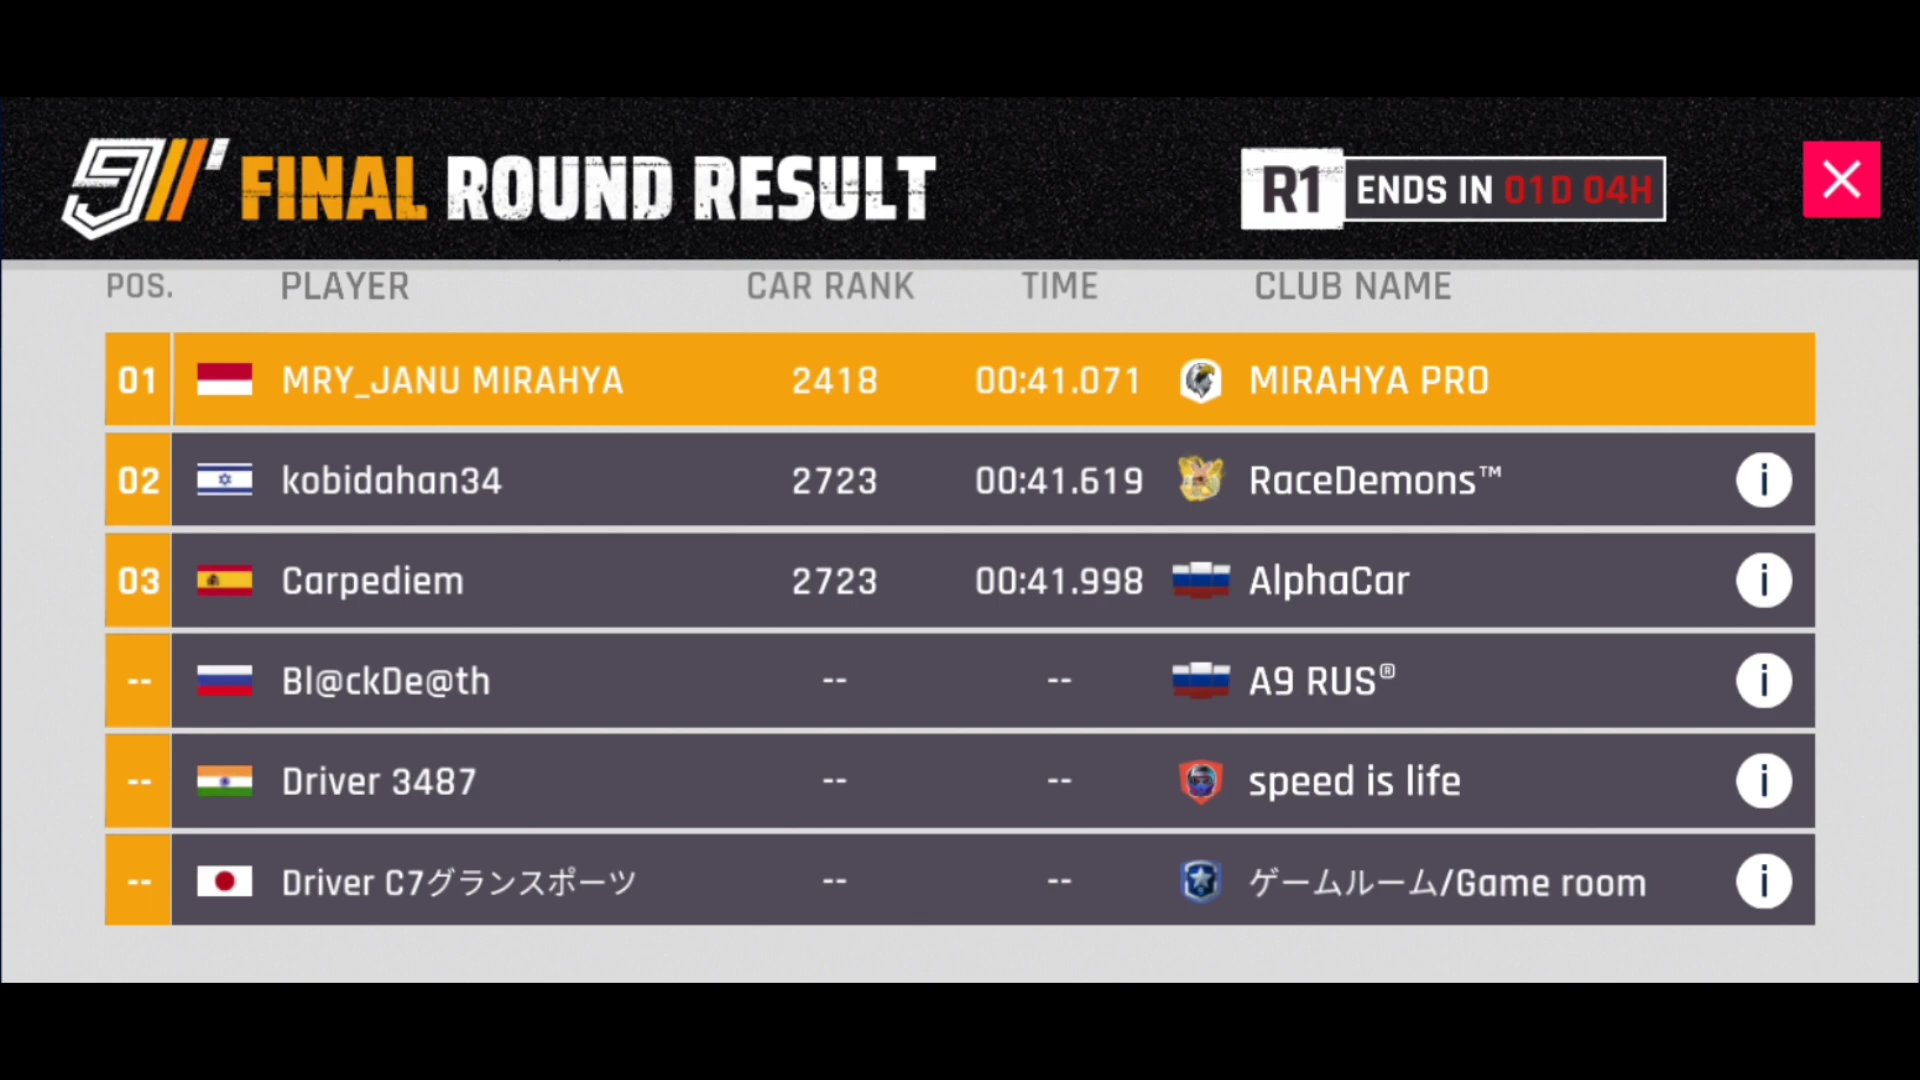 9 FINAL ROUND RESULT R1 ENDS IN 01D 04H
POS. PLAYER CAR RANK TIME CLUB NAME
01 MRY_JANU MIRAHYA 2418 00:41.071 MIRAHYA PRO
02 kobidahan34 2723 00:41.619 RaceDemons™ i
03 Carpediem 2723 00:41.998 AlphaCar i
-- Bl@ckDe@th -- -- A9 RUS® i
-- Driver 3487 -- -- speed is life i
-- Driver C7グランスポーツ -- -- ゲームルーム/Game room i